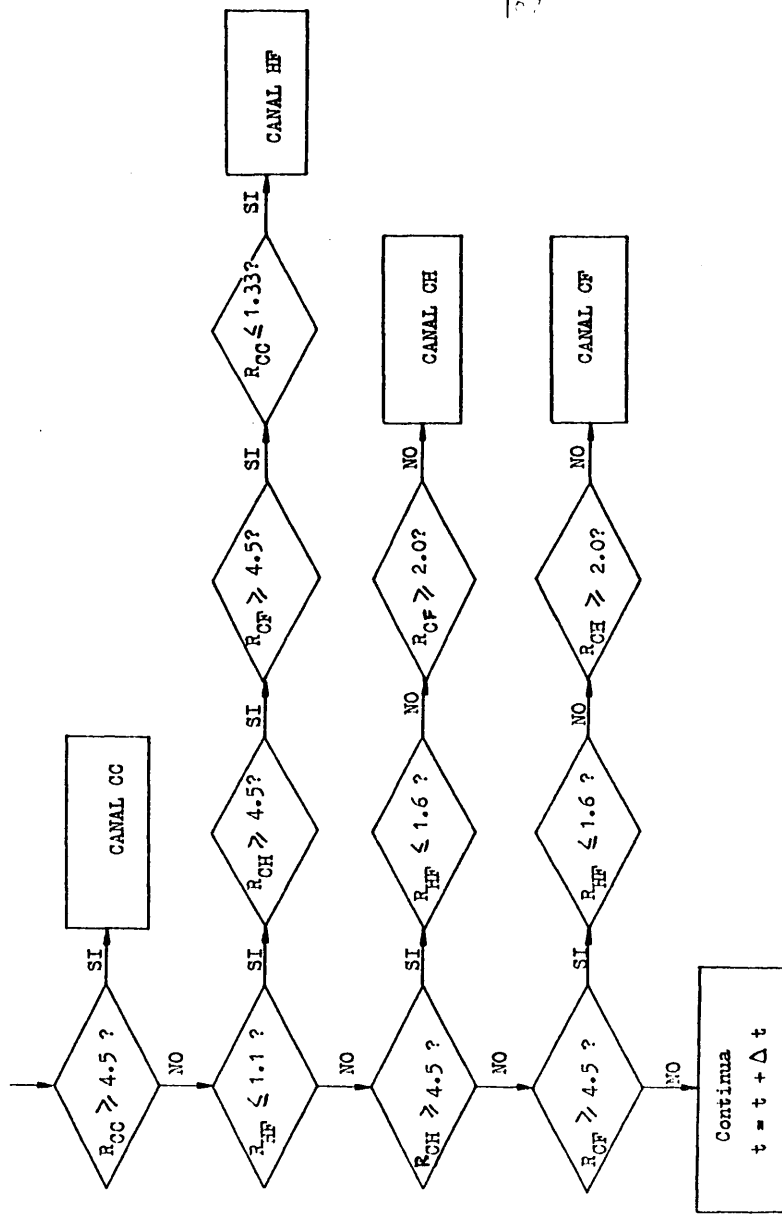 R_CC ≥ 4.5 ?
SI
CANAL CC
NO
R_HF ≤ 1.1 ?
SI
R_CH ≥ 4.5?
SI
R_CF ≥ 4.5?
SI
R_CC ≤ 1.33?
SI
CANAL HF
NO
R_CH ≥ 4.5 ?
SI
R_HF ≤ 1.6 ?
NO
R_CF ≥ 2.0?
NO
CANAL CH
NO
R_CF ≥ 4.5 ?
SI
R_HF ≤ 1.6 ?
NO
R_CH ≥ 2.0?
NO
CANAL CF
NO
Continua
t = t + Δ t